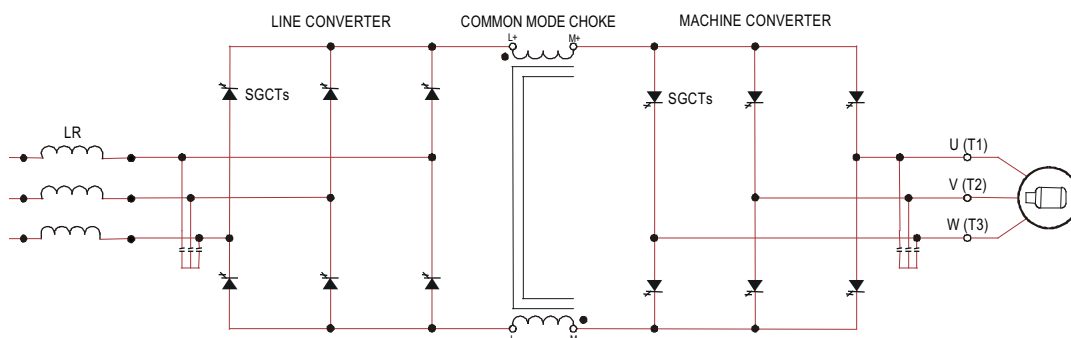 LINE CONVERTER
COMMON MODE CHOKE
MACHINE CONVERTER
L+
M+
SGCTs
SGCTs
LR
U (T1)
V (T2)
W (T3)